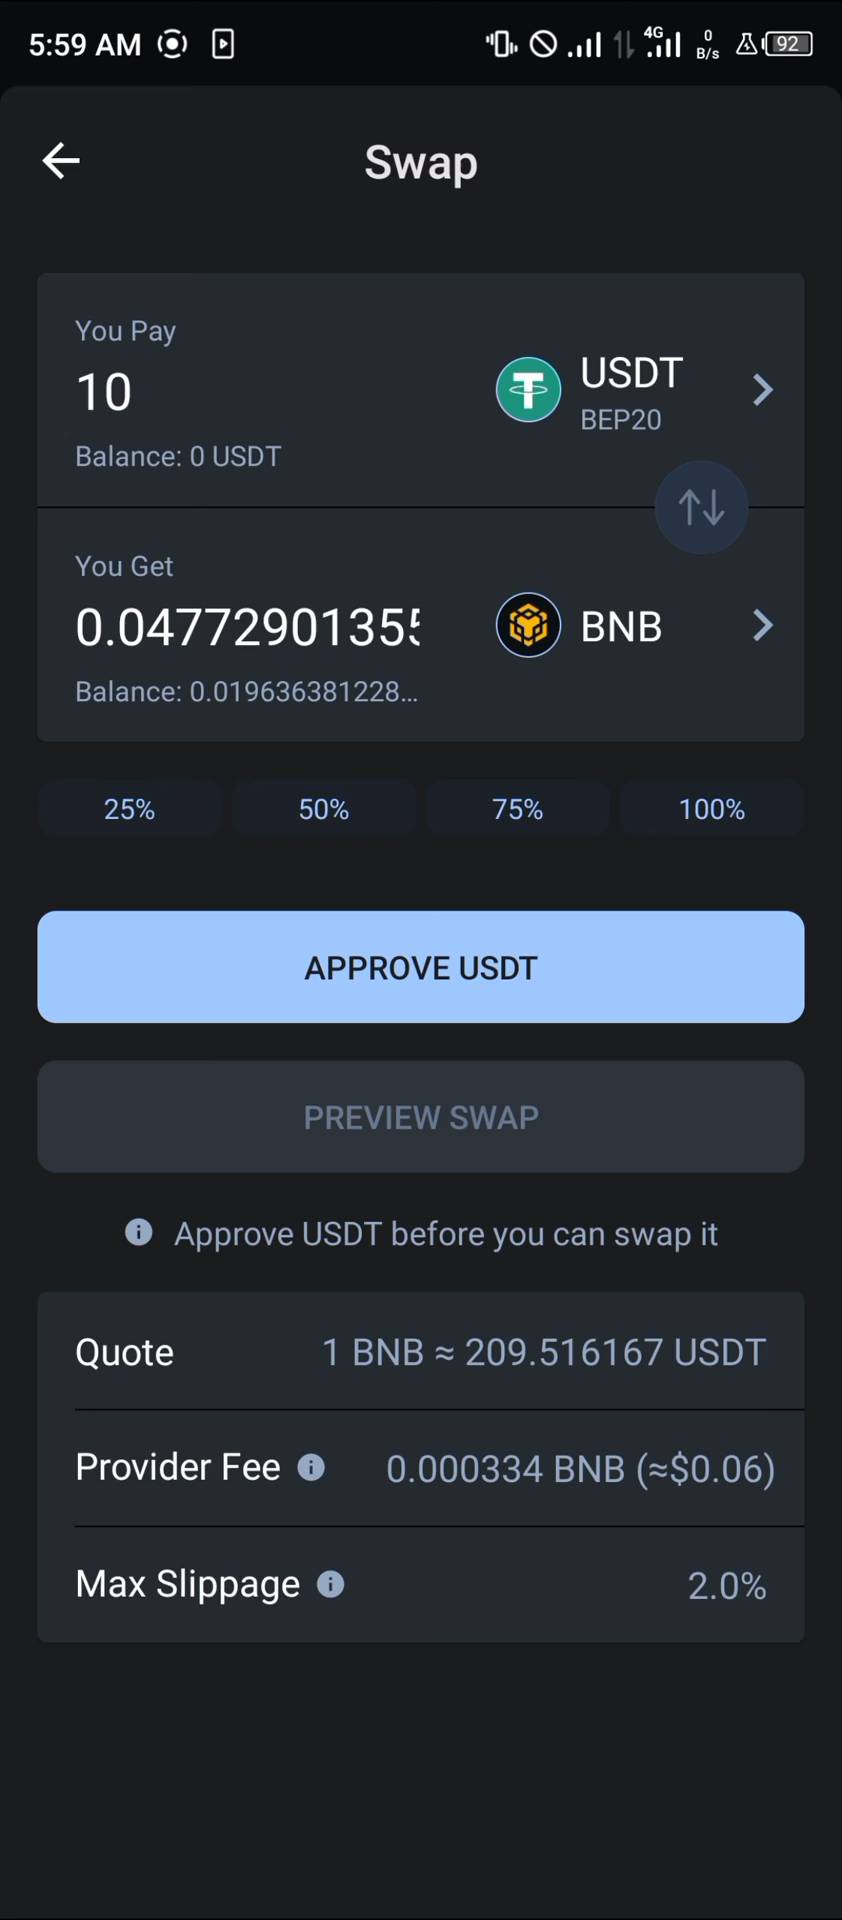 5:59 AM 4G 0 B/s 92
Swap
You Pay
10
USDT
BEP20
Balance: 0 USDT
You Get
0.04772901355
BNB
Balance: 0.019636381228...
25% 50% 75% 100%
APPROVE USDT
PREVIEW SWAP
Approve USDT before you can swap it
Quote 1 BNB ≈ 209.516167 USDT
Provider Fee 0.000334 BNB (≈$0.06)
Max Slippage 2.0%